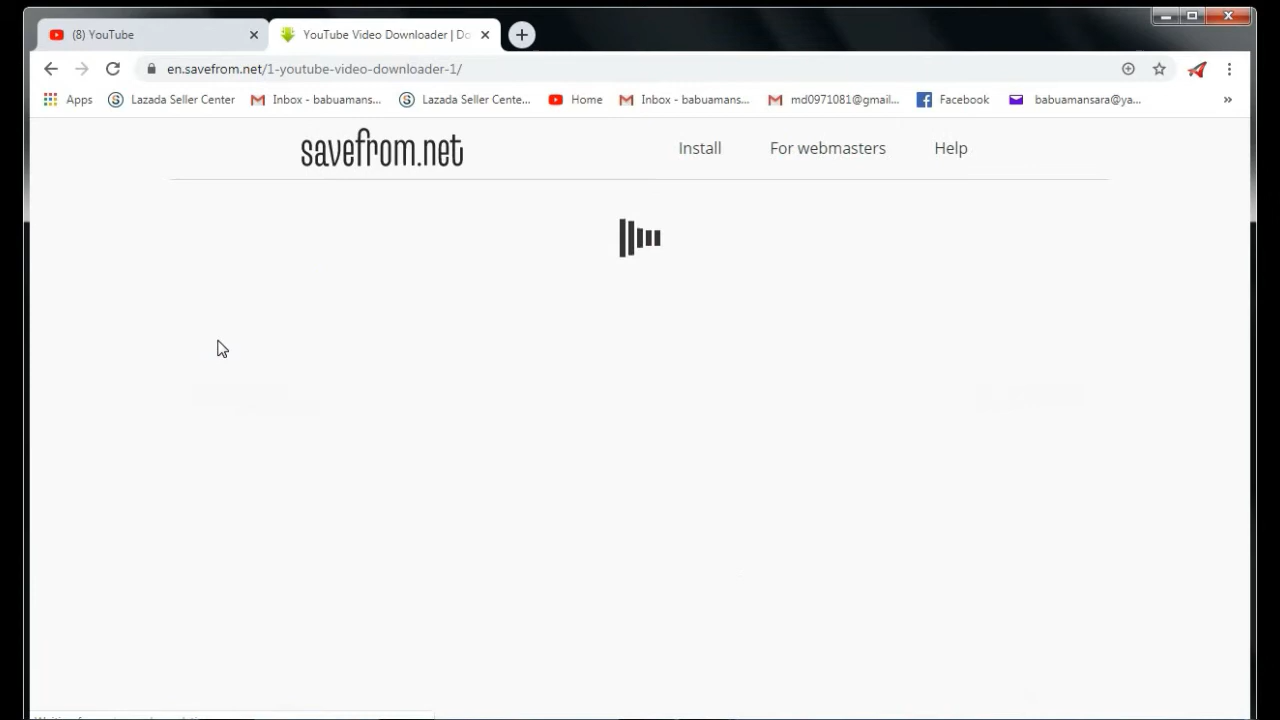 (8) YouTube
YouTube Video Downloader | Do
en.savefrom.net/1-youtube-video-downloader-1/
Apps Lazada Seller Center Inbox - babuamans... Lazada Seller Cente... Home Inbox - babuamans... md0971081@gmail... Facebook babuamansara@ya... »
savefrom.net Install For webmasters Help